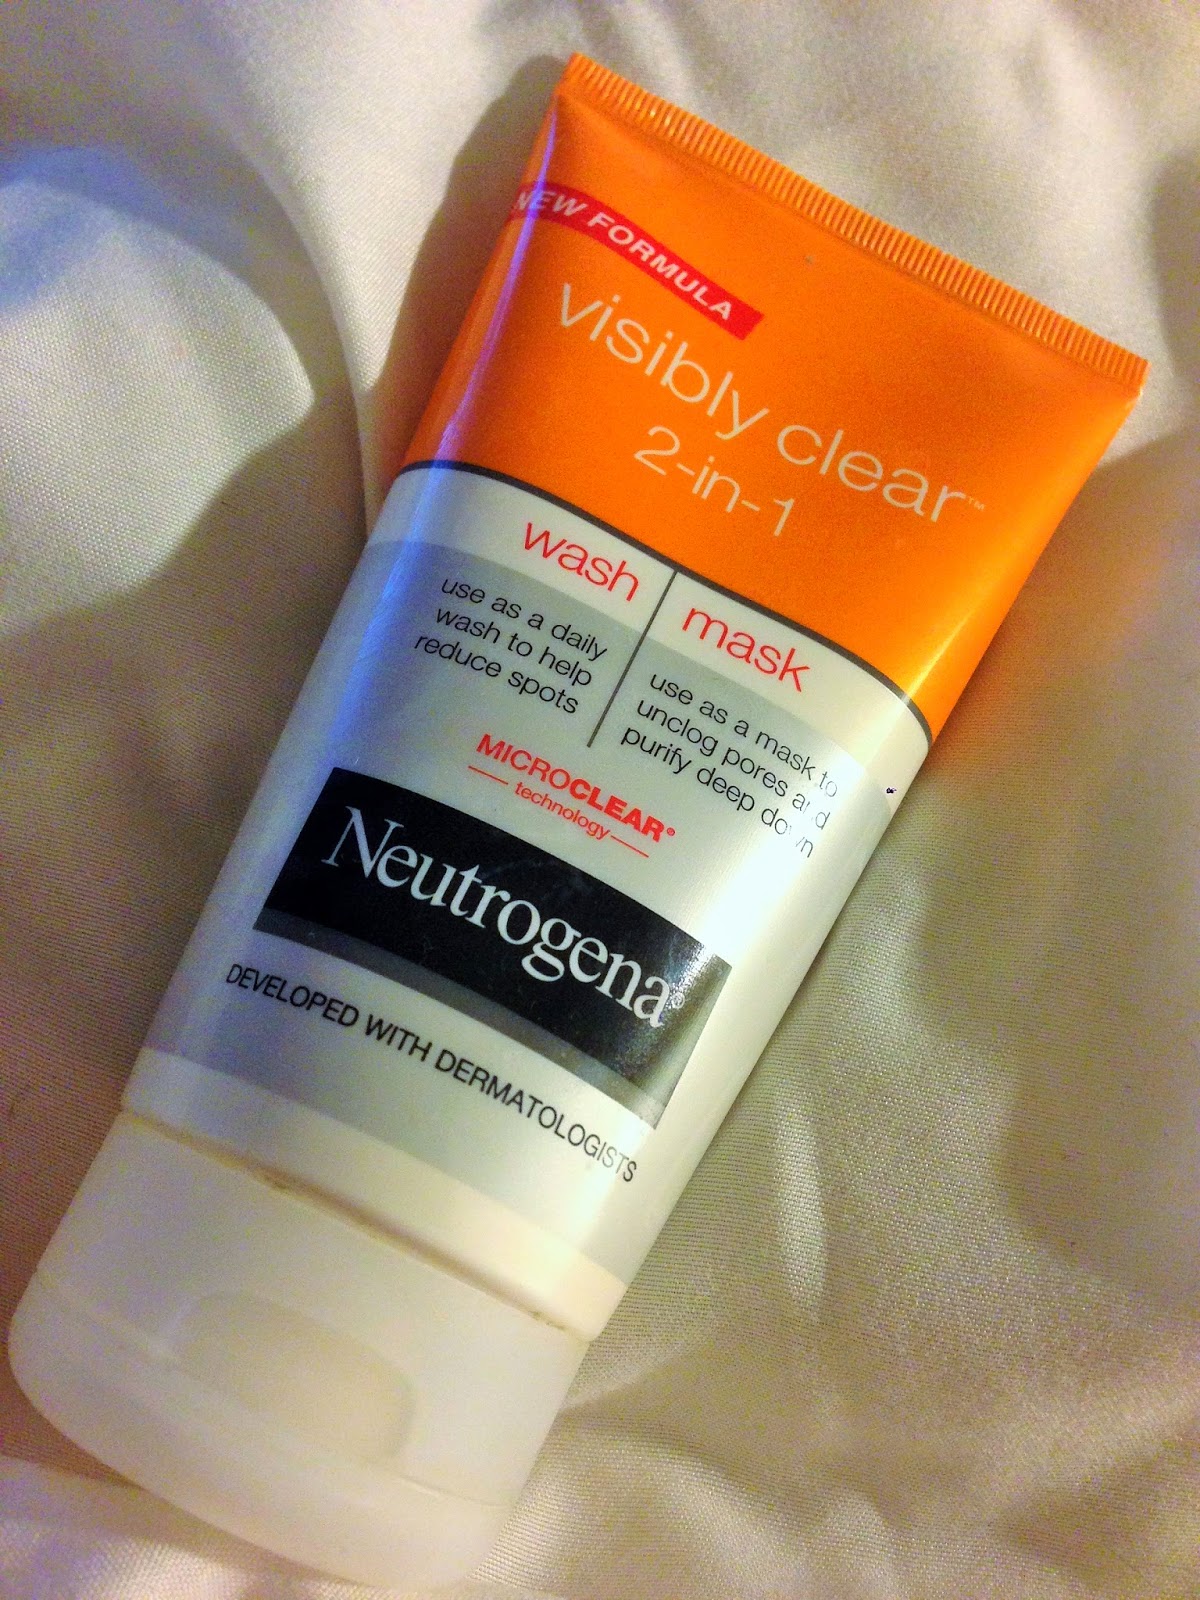 NEW FORMULA
visibly clear™
2-in-1
wash
use as a daily
wash to help
reduce spots
mask
use as a mask to
unclog pores and
purify deep down
MICROCLEAR®
technology
Neutrogena®
DEVELOPED WITH DERMATOLOGISTS